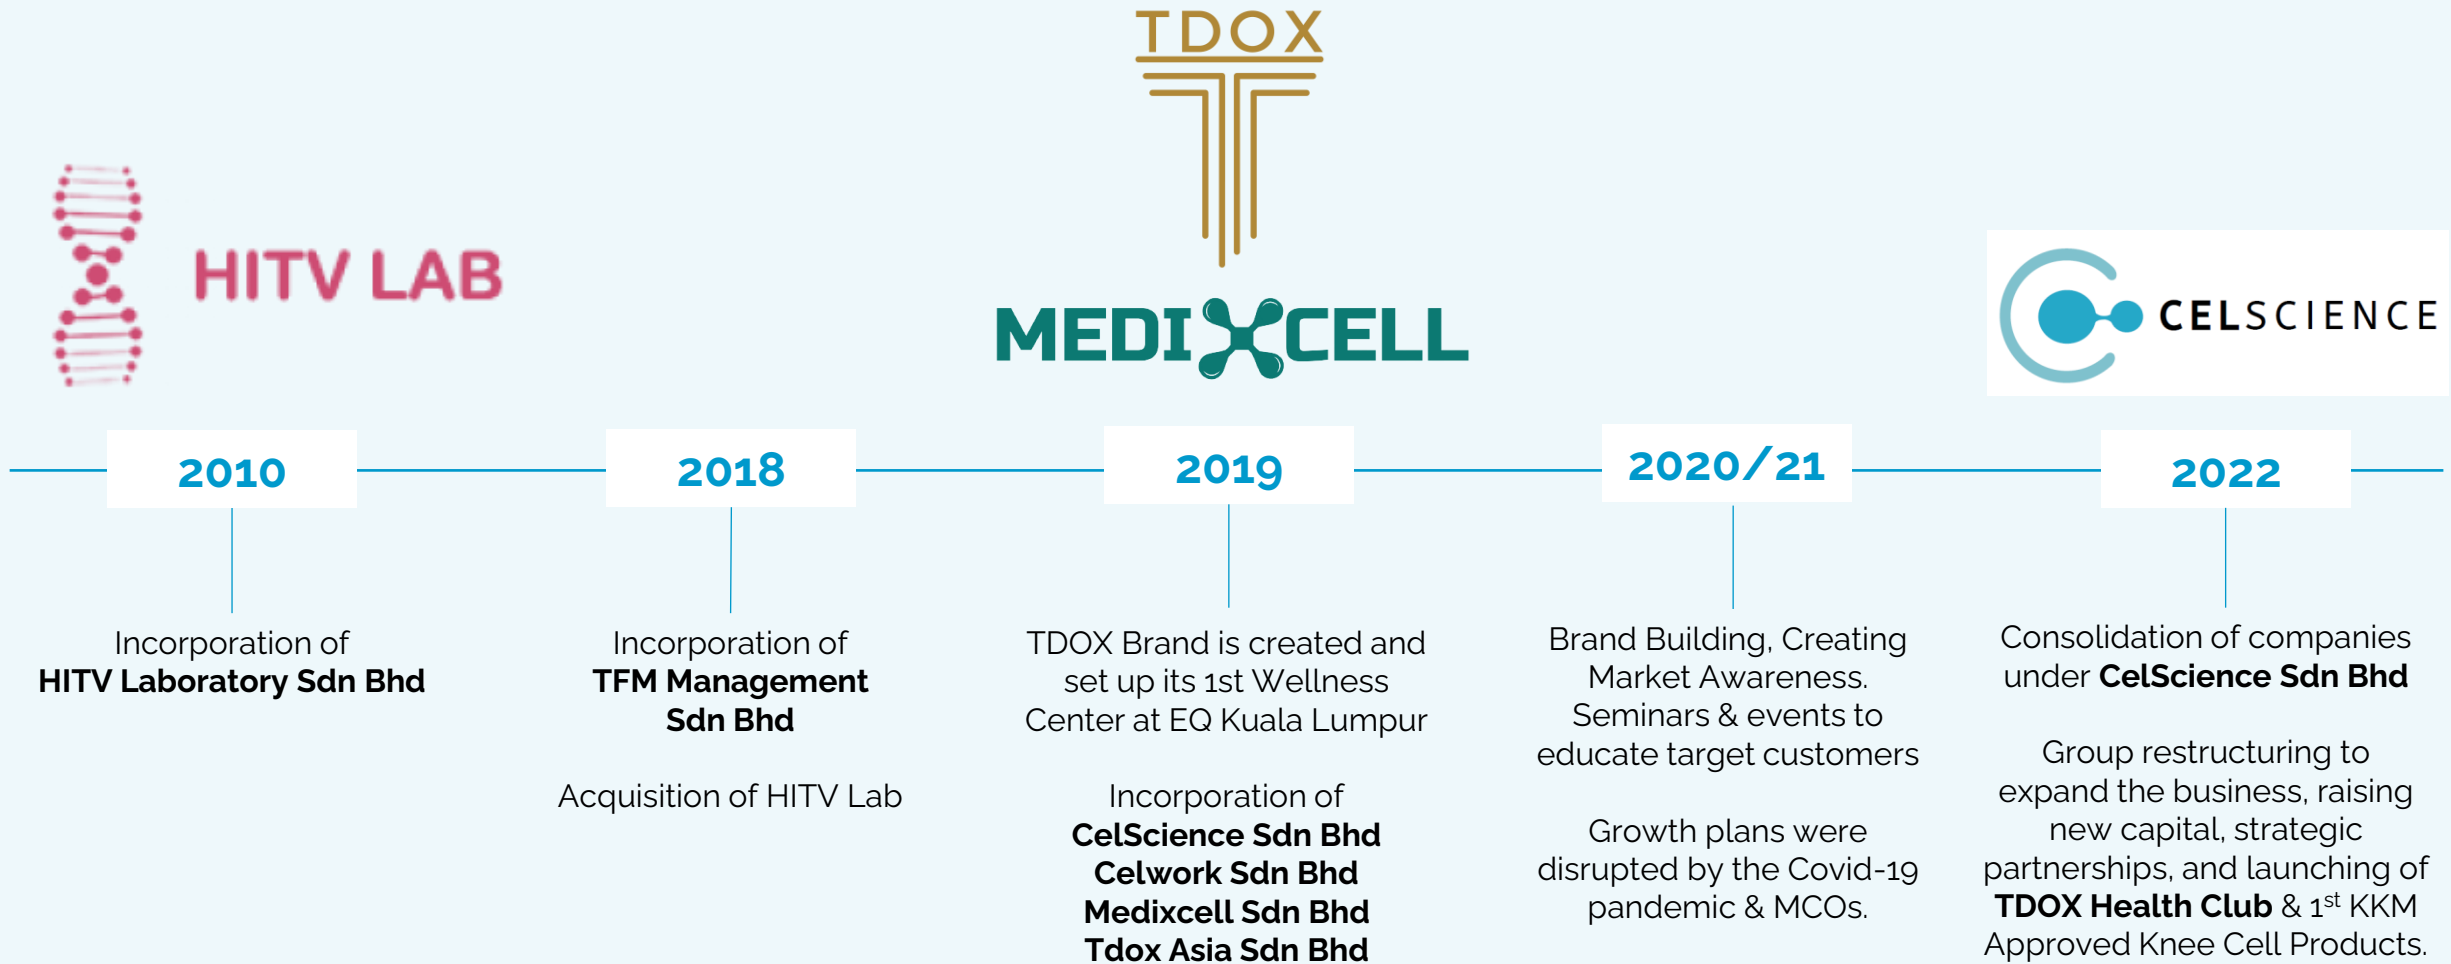 TDOX
HITV LAB
MEDIXCELL
CELSCIENCE
2010
2018
2019
2020/21
2022
Incorporation of
HITV Laboratory Sdn Bhd
Incorporation of
TFM Management
Sdn Bhd
Acquisition of HITV Lab
TDOX Brand is created and
set up its 1st Wellness
Center at EQ Kuala Lumpur
Incorporation of
CelScience Sdn Bhd
Celwork Sdn Bhd
Medixcell Sdn Bhd
Tdox Asia Sdn Bhd
Brand Building, Creating
Market Awareness.
Seminars & events to
educate target customers
Growth plans were
disrupted by the Covid-19
pandemic & MCOs.
Consolidation of companies
under CelScience Sdn Bhd
Group restructuring to
expand the business, raising
new capital, strategic
partnerships, and launching of
TDOX Health Club & 1st KKM
Approved Knee Cell Products.